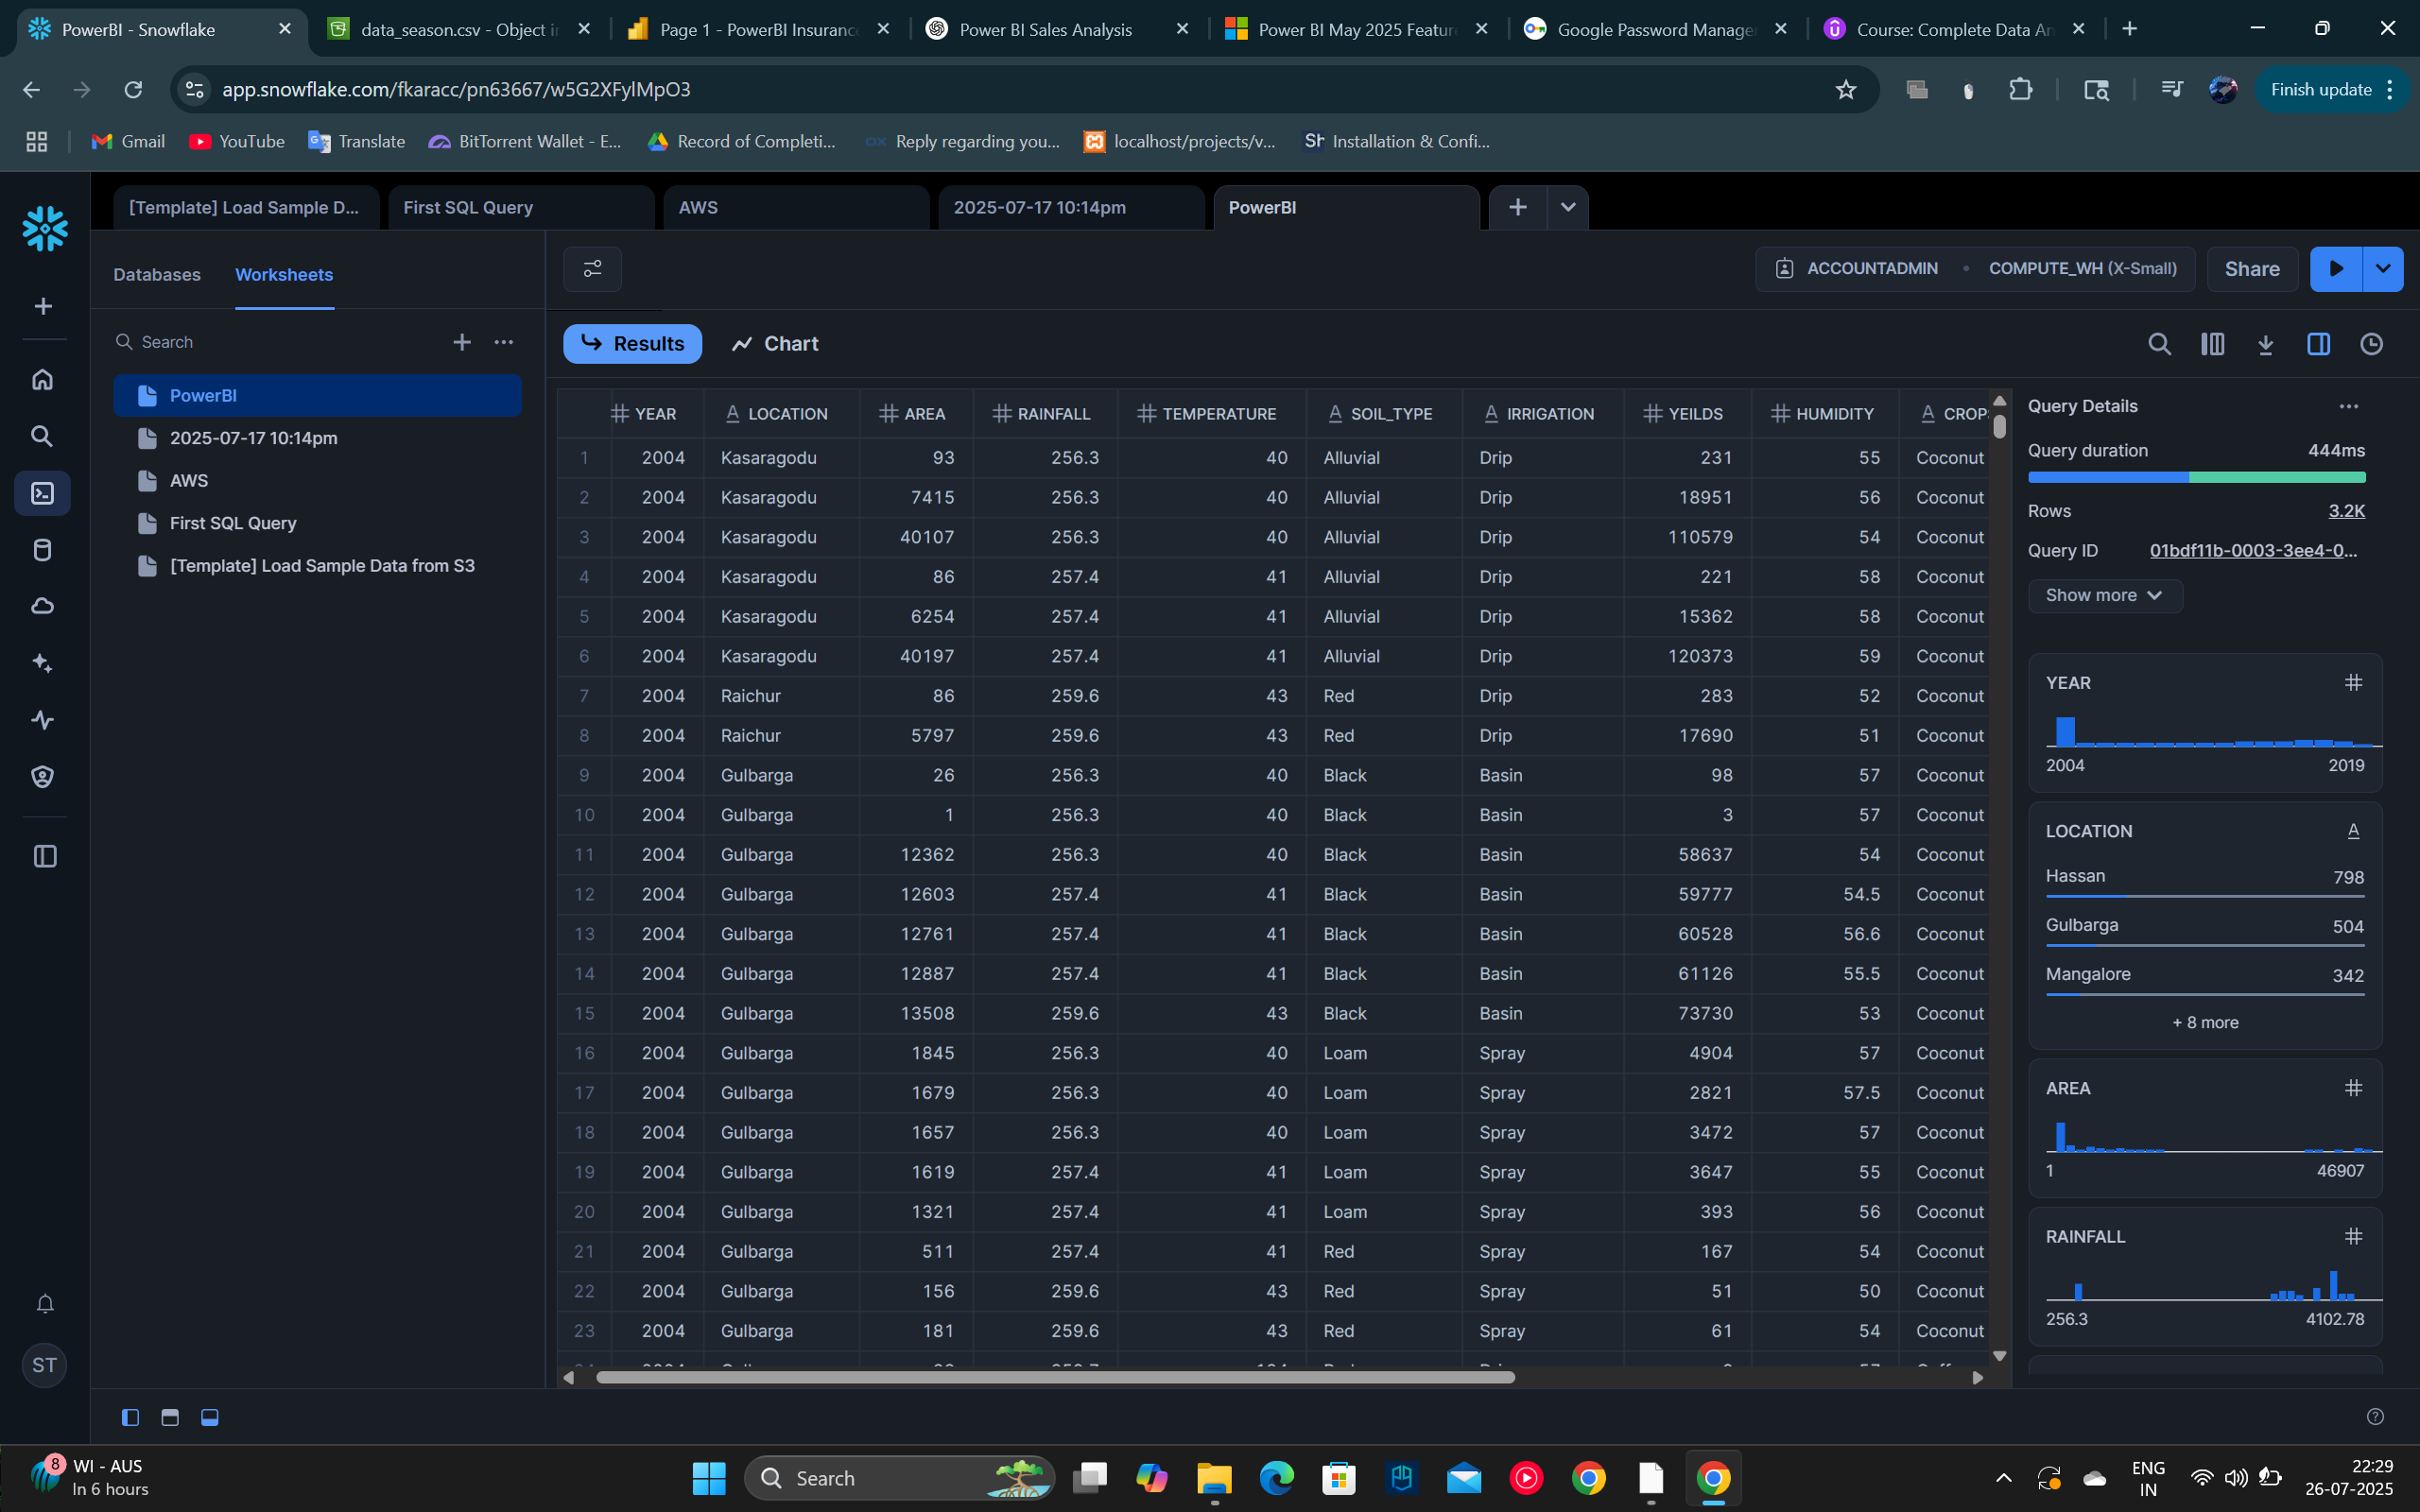 PowerBI - Snowflake
data_season.csv - Object in
Page 1 - PowerBI Insurance
Power BI Sales Analysis
Power BI May 2025 Featur
Google Password Manage
Course: Complete Data An
app.snowflake.com/fkaracc/pn63667/w5G2XFylMpO3
Finish update
Gmail
YouTube
Translate
BitTorrent Wallet - E...
Record of Completi...
Reply regarding you...
localhost/projects/v...
Installation & Confi...
[Template] Load Sample D...
First SQL Query
AWS
2025-07-17 10:14pm
PowerBI
Databases Worksheets
Search
PowerBI
2025-07-17 10:14pm
AWS
First SQL Query
[Template] Load Sample Data from S3
ST
ACCOUNTADMIN • COMPUTE_WH (X-Small)
Share
Results Chart
YEAR LOCATION AREA RAINFALL TEMPERATURE SOIL_TYPE IRRIGATION YEILDS HUMIDITY CROPS
1 2004 Kasaragodu 93 256.3 40 Alluvial Drip 231 55 Coconut
2 2004 Kasaragodu 7415 256.3 40 Alluvial Drip 18951 56 Coconut
3 2004 Kasaragodu 40107 256.3 40 Alluvial Drip 110579 54 Coconut
4 2004 Kasaragodu 86 257.4 41 Alluvial Drip 221 58 Coconut
5 2004 Kasaragodu 6254 257.4 41 Alluvial Drip 15362 58 Coconut
6 2004 Kasaragodu 40197 257.4 41 Alluvial Drip 120373 59 Coconut
7 2004 Raichur 86 259.6 43 Red Drip 283 52 Coconut
8 2004 Raichur 5797 259.6 43 Red Drip 17690 51 Coconut
9 2004 Gulbarga 26 256.3 40 Black Basin 98 57 Coconut
10 2004 Gulbarga 1 256.3 40 Black Basin 3 57 Coconut
11 2004 Gulbarga 12362 256.3 40 Black Basin 58637 54 Coconut
12 2004 Gulbarga 12603 257.4 41 Black Basin 59777 54.5 Coconut
13 2004 Gulbarga 12761 257.4 41 Black Basin 60528 56.6 Coconut
14 2004 Gulbarga 12887 257.4 41 Black Basin 61126 55.5 Coconut
15 2004 Gulbarga 13508 259.6 43 Black Basin 73730 53 Coconut
16 2004 Gulbarga 1845 256.3 40 Loam Spray 4904 57 Coconut
17 2004 Gulbarga 1679 256.3 40 Loam Spray 2821 57.5 Coconut
18 2004 Gulbarga 1657 256.3 40 Loam Spray 3472 57 Coconut
19 2004 Gulbarga 1619 257.4 41 Loam Spray 3647 55 Coconut
20 2004 Gulbarga 1321 257.4 41 Loam Spray 393 56 Coconut
21 2004 Gulbarga 511 257.4 41 Red Spray 167 54 Coconut
22 2004 Gulbarga 156 259.6 43 Red Spray 51 50 Coconut
23 2004 Gulbarga 181 259.6 43 Red Spray 61 54 Coconut
Query Details
Query duration 444ms
Rows 3.2K
Query ID 01bdf11b-0003-3ee4-0...
Show more
YEAR
2004 2019
LOCATION
Hassan 798
Gulbarga 504
Mangalore 342
+ 8 more
AREA
1 46907
RAINFALL
256.3 4102.78
8
WI - AUS
In 6 hours
Search
ENG
IN
22:29
26-07-2025